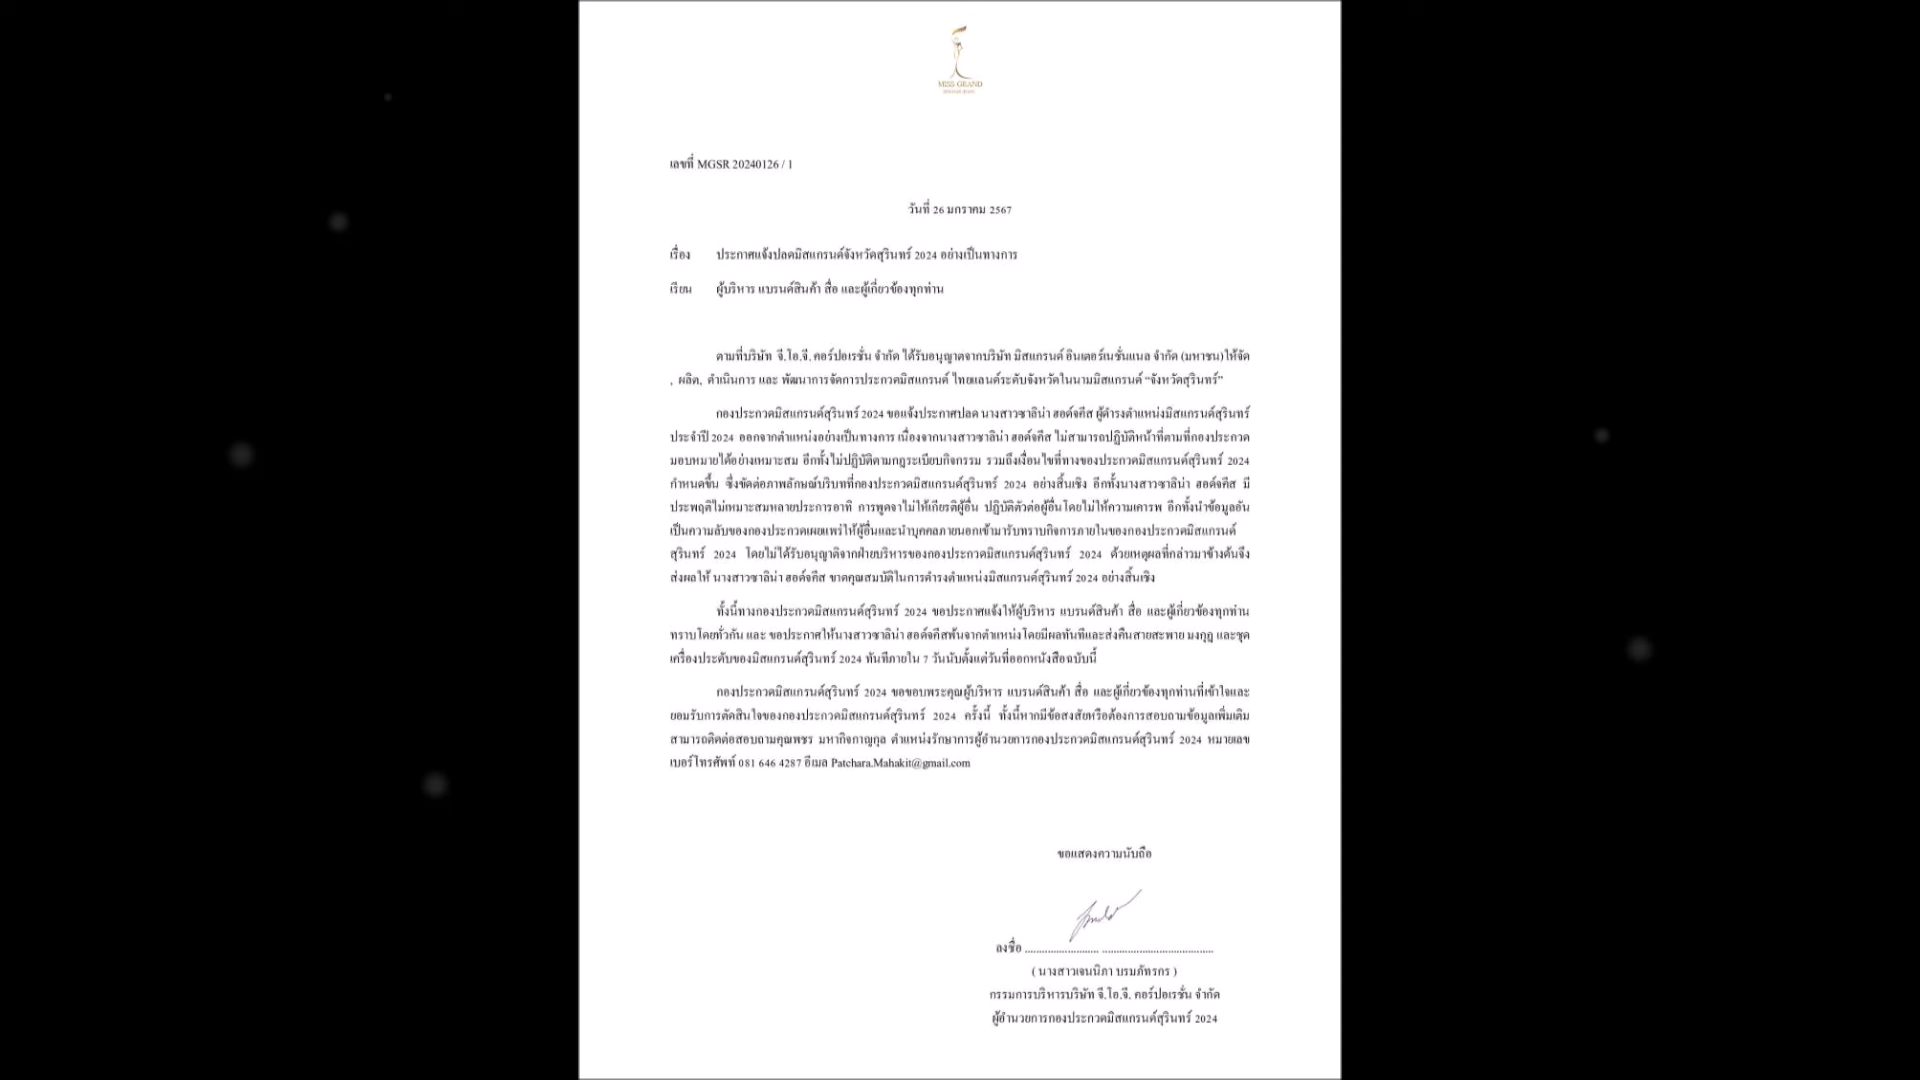 MISS GRAND
เลขที่ MGSR 20240126 / 1
วันที่ 26 มกราคม 2567
เรื่อง ประกาศแจ้งปลดมิสแกรนด์จังหวัดสุรินทร์ 2024 อย่างเป็นทางการ
เรียน ผู้บริหาร แบรนด์สินค้า สื่อ และผู้เกี่ยวข้องทุกท่าน
ตามที่บริษัท จี.โอ.จี. คอร์ปอเรชั่น จำกัด ได้รับอนุญาตจากบริษัท มิสแกรนด์ อินเตอร์เนชั่นแนล จำกัด (มหาชน)ให้จัด
, ผลิต, ดำเนินการ และ พัฒนาการจัดการประกวดมิสแกรนด์ ไทยแลนด์ระดับจังหวัดในนามมิสแกรนด์ “จังหวัดสุรินทร์”
กองประกวดมิสแกรนด์สุรินทร์ 2024 ขอแจ้งประกาศปลด นางสาวซาลิน่า ฮอด์จคีส ผู้ดำรงตำแหน่งมิสแกรนด์สุรินทร์
ประจำปี 2024 ออกจากตำแหน่งอย่างเป็นทางการ เนื่องจากนางสาวซาลิน่า ฮอด์จคีส ไม่สามารถปฏิบัติหน้าที่ตามที่กองประกวด
มอบหมายได้อย่างเหมาะสม อีกทั้งไม่ปฏิบัติตามกฎระเบียบกิจกรรม รวมถึงเงื่อนไขที่ทางของประกวดมิสแกรนด์สุรินทร์ 2024
กำหนดขึ้น ซึ่งขัดต่อภาพลักษณ์บริบทที่กองประกวดมิสแกรนด์สุรินทร์ 2024 อย่างสิ้นเชิง อีกทั้งนางสาวซาลิน่า ฮอด์จคีส มี
ประพฤติไม่เหมาะสมหลายประการอาทิ การพูดจาไม่ให้เกียรติผู้อื่น ปฏิบัติตัวต่อผู้อื่นโดยไม่ให้ความเคารพ อีกทั้งนำข้อมูลอัน
เป็นความลับของกองประกวดเผยแพร่ให้ผู้อื่นและนำบุคคลภายนอกเข้ามารับทราบกิจการภายในของกองประกวดมิสแกรนด์
สุรินทร์ 2024 โดยไม่ได้รับอนุญาติจากฝ่ายบริหารของกองประกวดมิสแกรนด์สุรินทร์ 2024 ด้วยเหตุผลที่กล่าวมาข้างต้นจึง
ส่งผลให้ นางสาวซาลิน่า ฮอด์จคีส ขาดคุณสมบัติในการดำรงตำแหน่งมิสแกรนด์สุรินทร์ 2024 อย่างสิ้นเชิง
ทั้งนี้ทางกองประกวดมิสแกรนด์สุรินทร์ 2024 ขอประกาศแจ้งให้ผู้บริหาร แบรนด์สินค้า สื่อ และผู้เกี่ยวข้องทุกท่าน
ทราบโดยทั่วกัน และ ขอประกาศให้นางสาวซาลิน่า ฮอด์จคีสพ้นจากตำแหน่งโดยมีผลทันทีและส่งคืนสายสะพาย มงกุฎ และชุด
เครื่องประดับของมิสแกรนด์สุรินทร์ 2024 ทันทีภายใน 7 วันนับตั้งแต่วันที่ออกหนังสือฉบับนี้
กองประกวดมิสแกรนด์สุรินทร์ 2024 ขอขอบพระคุณผู้บริหาร แบรนด์สินค้า สื่อ และผู้เกี่ยวข้องทุกท่านที่เข้าใจและ
ยอมรับการตัดสินใจของกองประกวดมิสแกรนด์สุรินทร์ 2024 ครั้งนี้ ทั้งนี้หากมีข้อสงสัยหรือต้องการสอบถามข้อมูลเพิ่มเติม
สามารถติดต่อสอบถามคุณพชร มหากิจกาญกุล ตำแหน่งรักษาการผู้อำนวยการกองประกวดมิสแกรนด์สุรินทร์ 2024 หมายเลข
เบอร์โทรศัพท์ 081 646 4287 อีเมล Patchara.Mahakit@gmail.com
ขอแสดงความนับถือ
ลงชื่อ ........................... ........................................
( นางสาวเจนนิภา บรมภัทรกร )
กรรมการบริหารบริษัท จี.โอ.จี. คอร์ปอเรชั่น จำกัด
ผู้อำนวยการกองประกวดมิสแกรนด์สุรินทร์ 2024